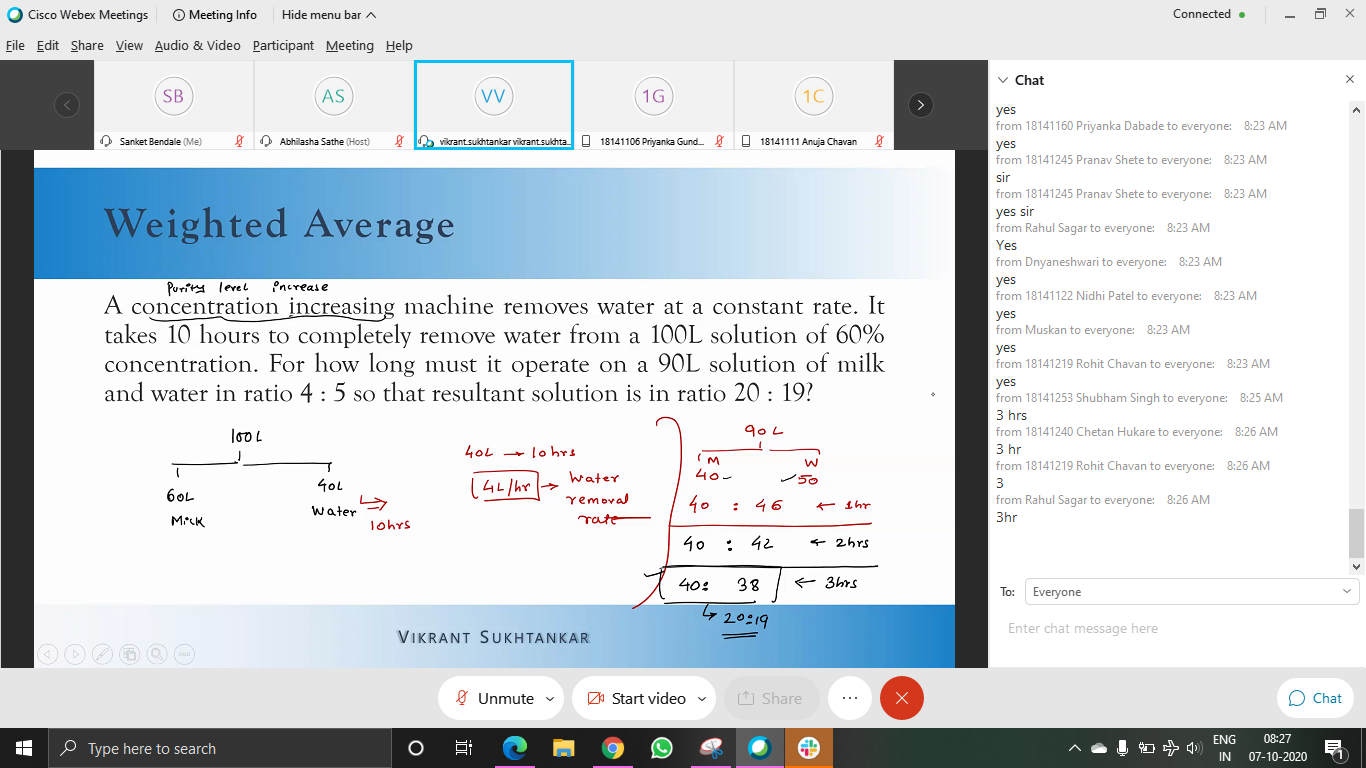 Cisco Webex Meetings
Meeting Info
Hide menu bar
Connected
File Edit Share View Audio & Video Participant Meeting Help
SB AS VV 1G 1C
Sanket Bendale (Me)
Abhilasha Sathe (Host)
vikrant.sukhtankar vikrant.sukhta...
18141106 Priyanka Gund...
18141111 Anuja Chavan
Weighted Average
Purity level increase
A concentration increasing machine removes water at a constant rate. It
takes 10 hours to completely remove water from a 100L solution of 60%
concentration. For how long must it operate on a 90L solution of milk
and water in ratio 4 : 5 so that resultant solution is in ratio 20 : 19?
100L
60L
Milk
40L
Water
10hrs
40L → 10hrs
4L/hr → Water
removal
rate
90L
M W
40 50
40 : 46 ← 1hr
40 : 42 ← 2hrs
40: 38 ← 3hrs
↳ 20:19
VIKRANT SUKHTANKAR
Chat
yes
from 18141160 Priyanka Dabade to everyone: 8:23 AM
yes
from 18141245 Pranav Shete to everyone: 8:23 AM
sir
from 18141245 Pranav Shete to everyone: 8:23 AM
yes sir
from Rahul Sagar to everyone: 8:23 AM
Yes
from Dnyaneshwari to everyone: 8:23 AM
yes
from 18141122 Nidhi Patel to everyone: 8:23 AM
yes
from Muskan to everyone: 8:23 AM
yes
from 18141219 Rohit Chavan to everyone: 8:23 AM
yes
from 18141253 Shubham Singh to everyone: 8:25 AM
3 hrs
from 18141240 Chetan Hukare to everyone: 8:26 AM
3 hr
from 18141219 Rohit Chavan to everyone: 8:26 AM
3
from Rahul Sagar to everyone: 8:26 AM
3hr
To: Everyone
Enter chat message here
Unmute
Start video
Share
Chat
Type here to search
ENG
IN
08:27
07-10-2020
1